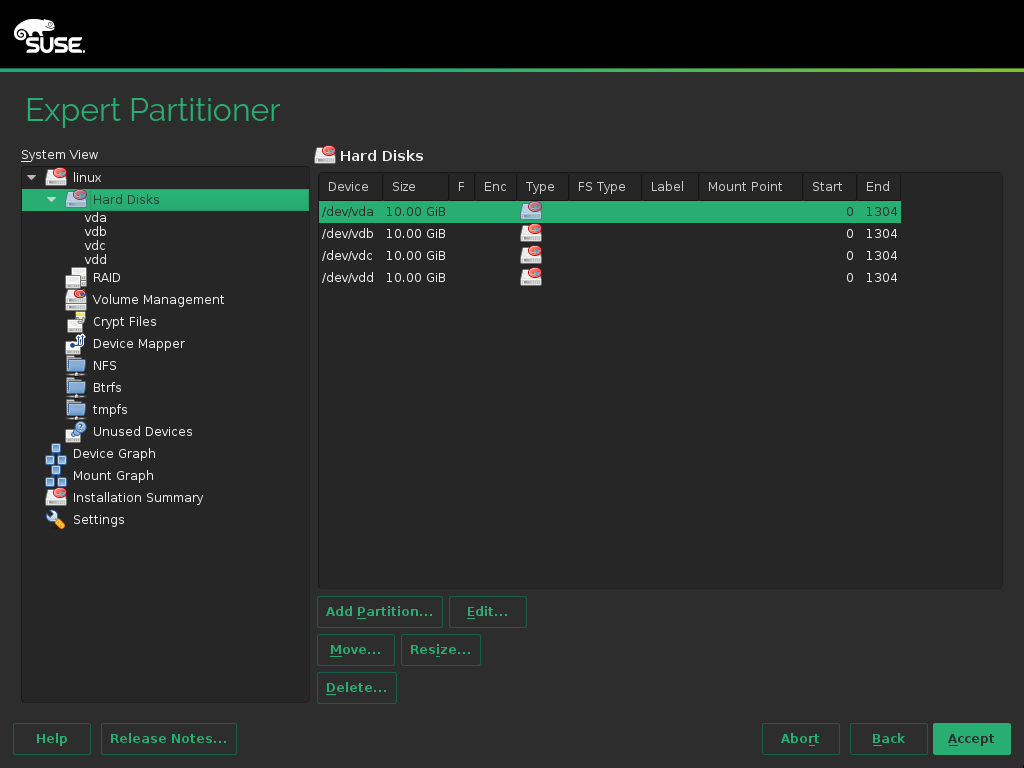 SUSE.
Expert Partitioner
System View
linux
Hard Disks
vda
vdb
vdc
vdd
RAID
Volume Management
Crypt Files
Device Mapper
NFS
Btrfs
tmpfs
Unused Devices
Device Graph
Mount Graph
Installation Summary
Settings
Hard Disks
Device Size F Enc Type FS Type Label Mount Point Start End
/dev/vda 10.00 GiB 0 1304
/dev/vdb 10.00 GiB 0 1304
/dev/vdc 10.00 GiB 0 1304
/dev/vdd 10.00 GiB 0 1304
Add Partition... Edit...
Move... Resize...
Delete...
Help Release Notes... Abort Back Accept